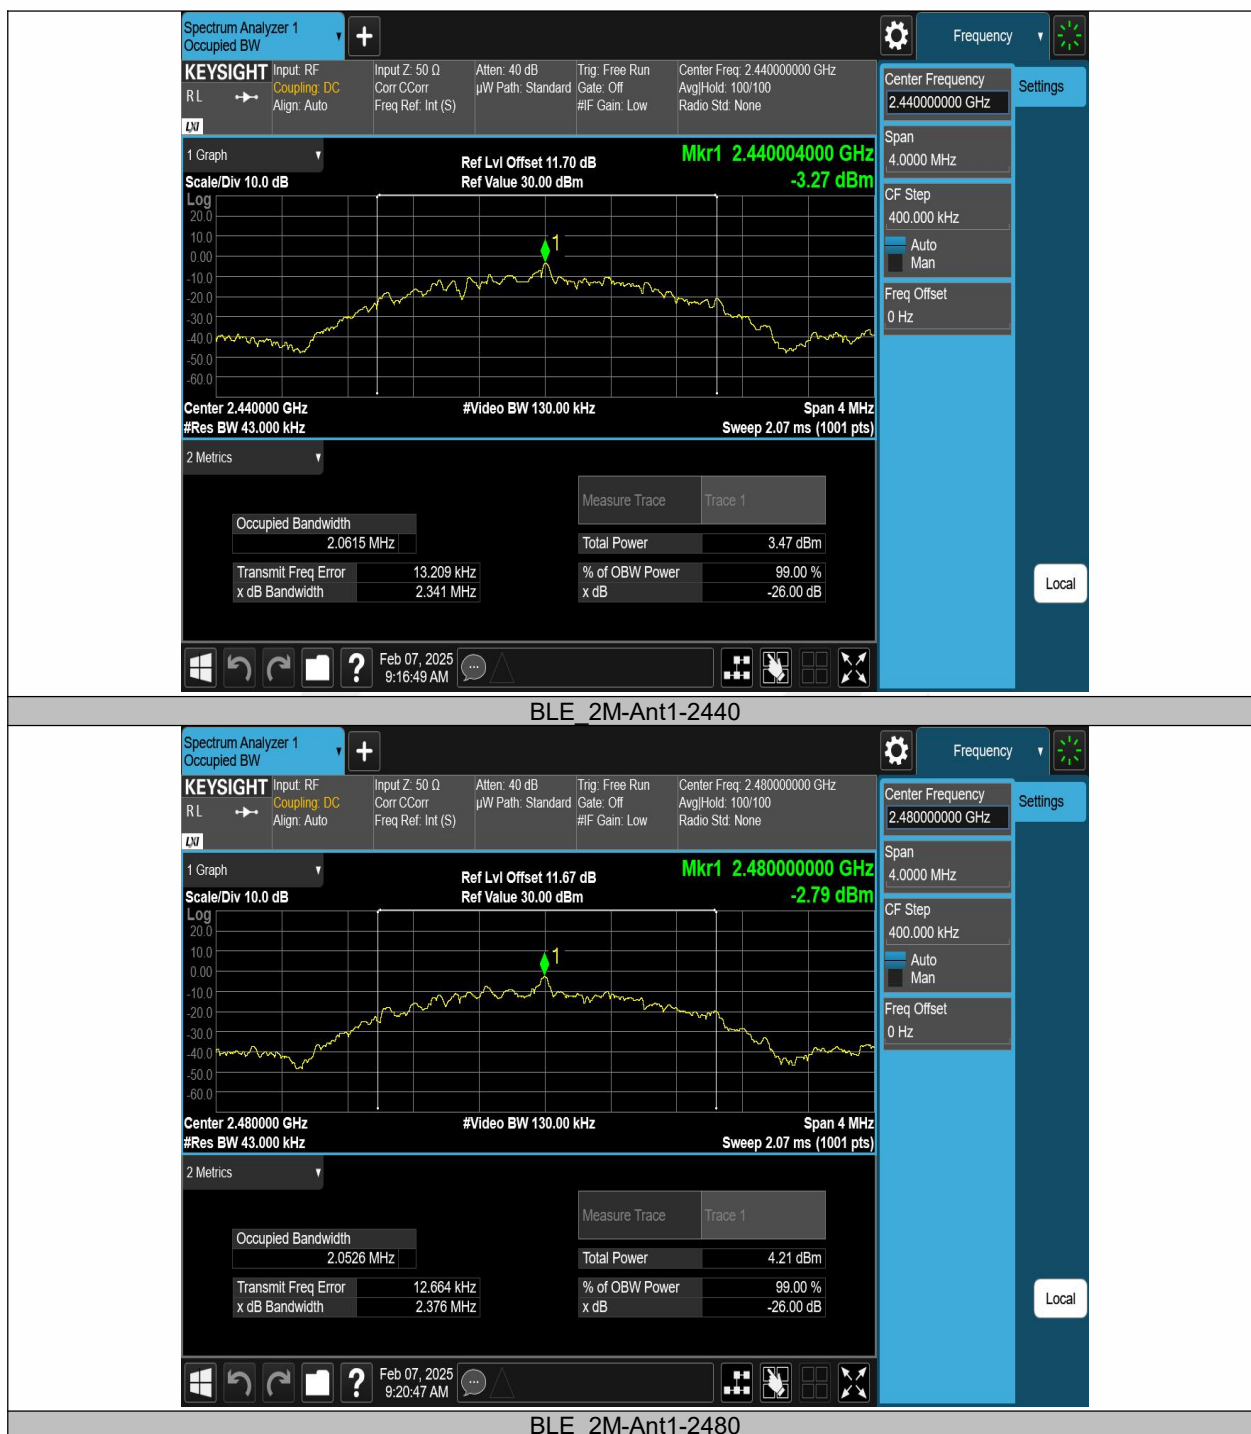 Spectrum Analyzer 1
Occupied BW
Frequency
KEYSIGHT
R L
LXI
Input: RF
Coupling: DC
Align: Auto
Input Z: 50 Ω
Corr CCorr
Freq Ref: Int (S)
Atten: 40 dB
µW Path: Standard
Trig: Free Run
Gate: Off
#IF Gain: Low
Center Freq: 2.440000000 GHz
Avg|Hold: 100/100
Radio Std: None
Center Frequency
2.440000000 GHz
Settings
Span
4.0000 MHz
CF Step
400.000 kHz
Auto
Man
Freq Offset
0 Hz
1 Graph
Scale/Div 10.0 dB
Ref Lvl Offset 11.70 dB
Ref Value 30.00 dBm
Mkr1 2.440004000 GHz
-3.27 dBm
Log
20.0
10.0
0.00
-10.0
-20.0
-30.0
-40.0
-50.0
-60.0
1
Center 2.440000 GHz
#Video BW 130.00 kHz
Span 4 MHz
#Res BW 43.000 kHz
Sweep 2.07 ms (1001 pts)
2 Metrics
Measure Trace
Trace 1
Occupied Bandwidth
2.0615 MHz
Total Power
3.47 dBm
Transmit Freq Error
13.209 kHz
% of OBW Power
99.00 %
x dB Bandwidth
2.341 MHz
x dB
-26.00 dB
Local
Feb 07, 2025
9:16:49 AM
BLE_2M-Ant1-2440
Spectrum Analyzer 1
Occupied BW
Frequency
KEYSIGHT
R L
LXI
Input: RF
Coupling: DC
Align: Auto
Input Z: 50 Ω
Corr CCorr
Freq Ref: Int (S)
Atten: 40 dB
µW Path: Standard
Trig: Free Run
Gate: Off
#IF Gain: Low
Center Freq: 2.480000000 GHz
Avg|Hold: 100/100
Radio Std: None
Center Frequency
2.480000000 GHz
Settings
Span
4.0000 MHz
CF Step
400.000 kHz
Auto
Man
Freq Offset
0 Hz
1 Graph
Scale/Div 10.0 dB
Ref Lvl Offset 11.67 dB
Ref Value 30.00 dBm
Mkr1 2.480000000 GHz
-2.79 dBm
Log
20.0
10.0
0.00
-10.0
-20.0
-30.0
-40.0
-50.0
-60.0
1
Center 2.480000 GHz
#Video BW 130.00 kHz
Span 4 MHz
#Res BW 43.000 kHz
Sweep 2.07 ms (1001 pts)
2 Metrics
Measure Trace
Trace 1
Occupied Bandwidth
2.0526 MHz
Total Power
4.21 dBm
Transmit Freq Error
12.664 kHz
% of OBW Power
99.00 %
x dB Bandwidth
2.376 MHz
x dB
-26.00 dB
Local
Feb 07, 2025
9:20:47 AM
BLE_2M-Ant1-2480